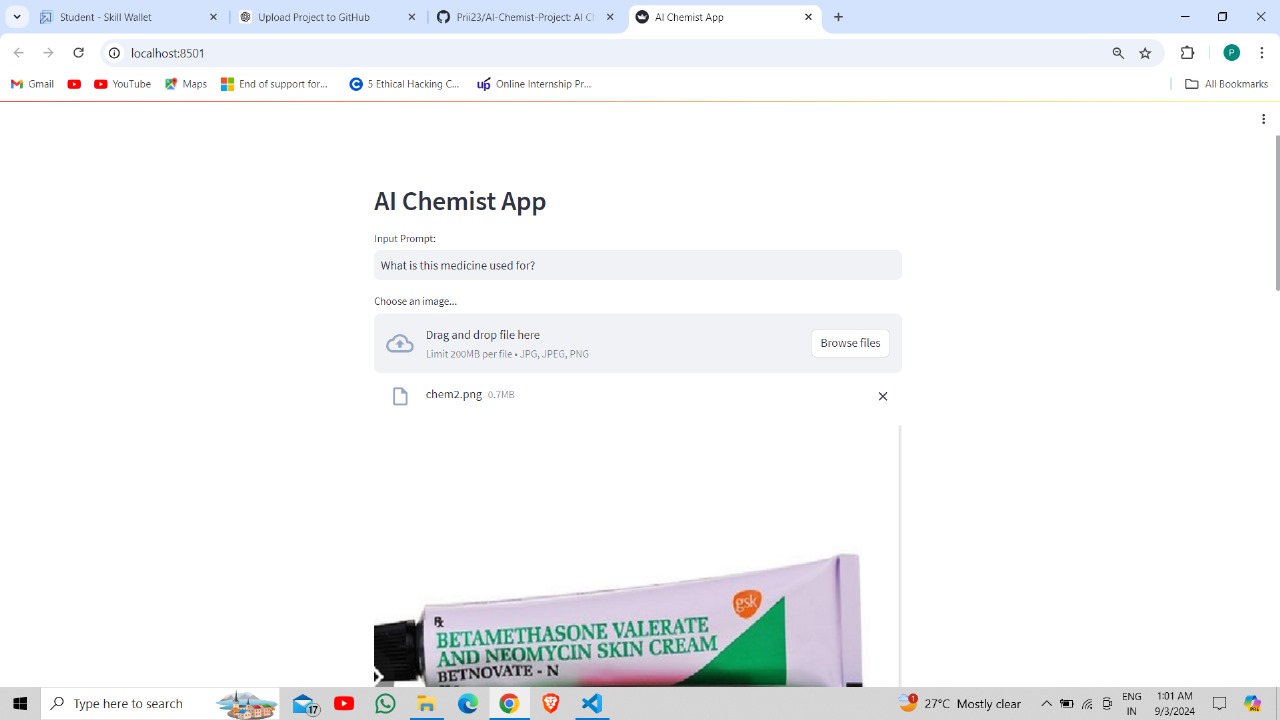 Student - Skill Wallet
Upload Project to GitHub
Prii23/AI-Chemist-Project: AI Ch
AI Chemist App
localhost:8501
P
Gmail
YouTube
Maps
End of support for...
5 Ethical Hacking C...
up
Online Internship Pr...
All Bookmarks
AI Chemist App
Input Prompt:
What is this medicine used for?
Choose an image...
Drag and drop file here
Limit 200MB per file • JPG, JPEG, PNG
Browse files
chem2.png 0.7MB
gsk
℞
BETAMETHASONE VALERATE
AND NEOMYCIN SKIN CREAM
BETNOVATE - N
Type here to search
17
1
27°C Mostly clear
ENG
IN
1:01 AM
9/3/2024